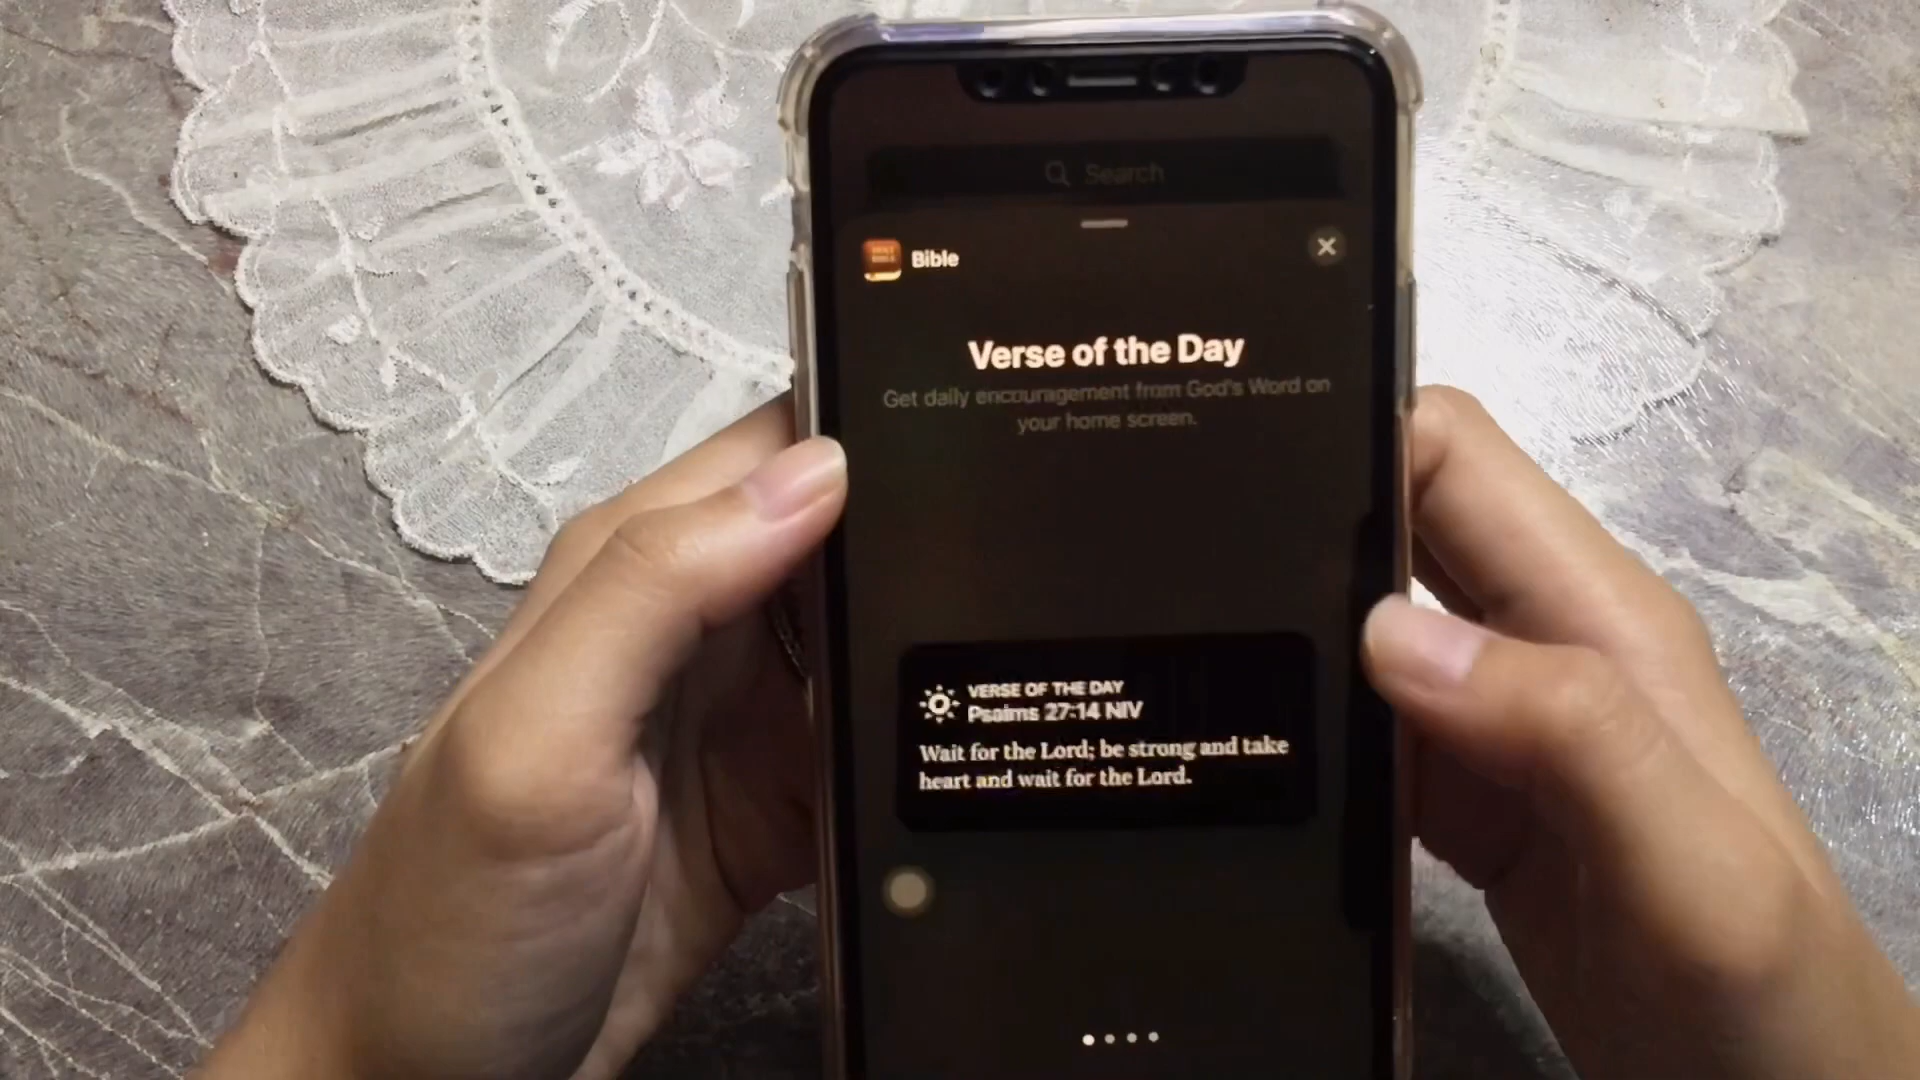 Search
HOLY
BIBLE
Bible
Verse of the Day
Get daily encouragement from God's Word on
your home screen.
VERSE OF THE DAY
Psalms 27:14 NIV
Wait for the Lord; be strong and take
heart and wait for the Lord.